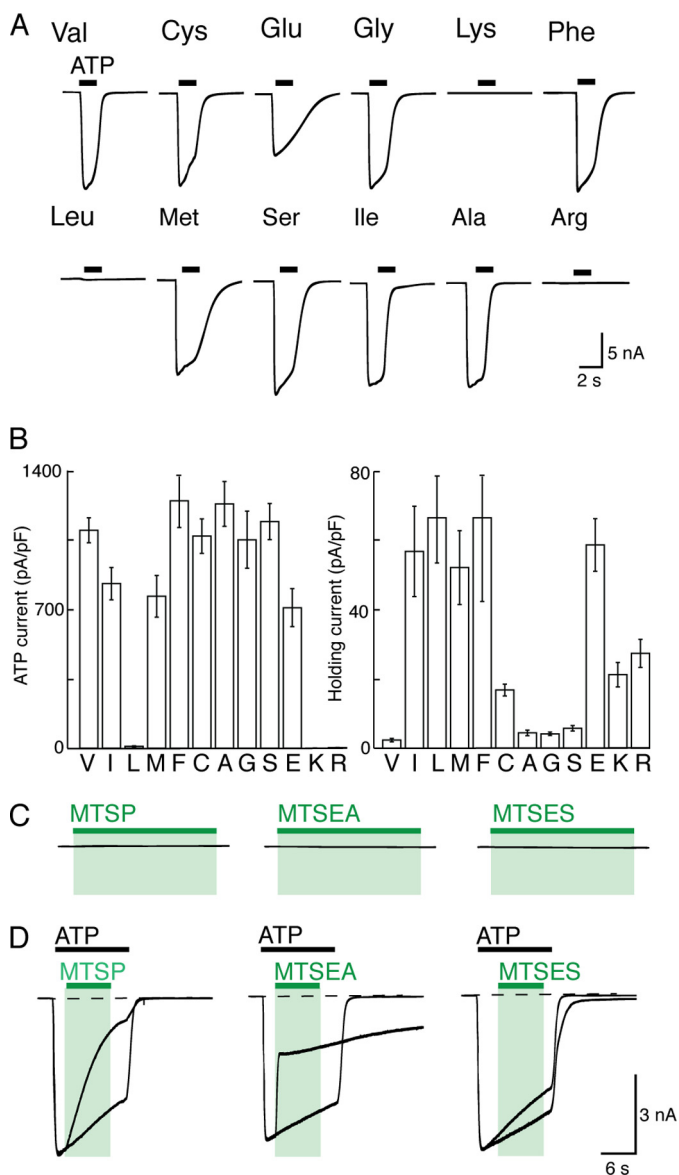 A
Val Cys Glu Gly Lys Phe
ATP
Leu Met Ser Ile Ala Arg
5 nA
2 s
B
1400
700
0
ATP current (pA/pF)
V I L M F C A G S E K R
80
40
0
Holding current (pA/pF)
V I L M F C A G S E K R
C
MTSP MTSEA MTSES
D
ATP ATP ATP
MTSP MTSEA MTSES
3 nA
6 s